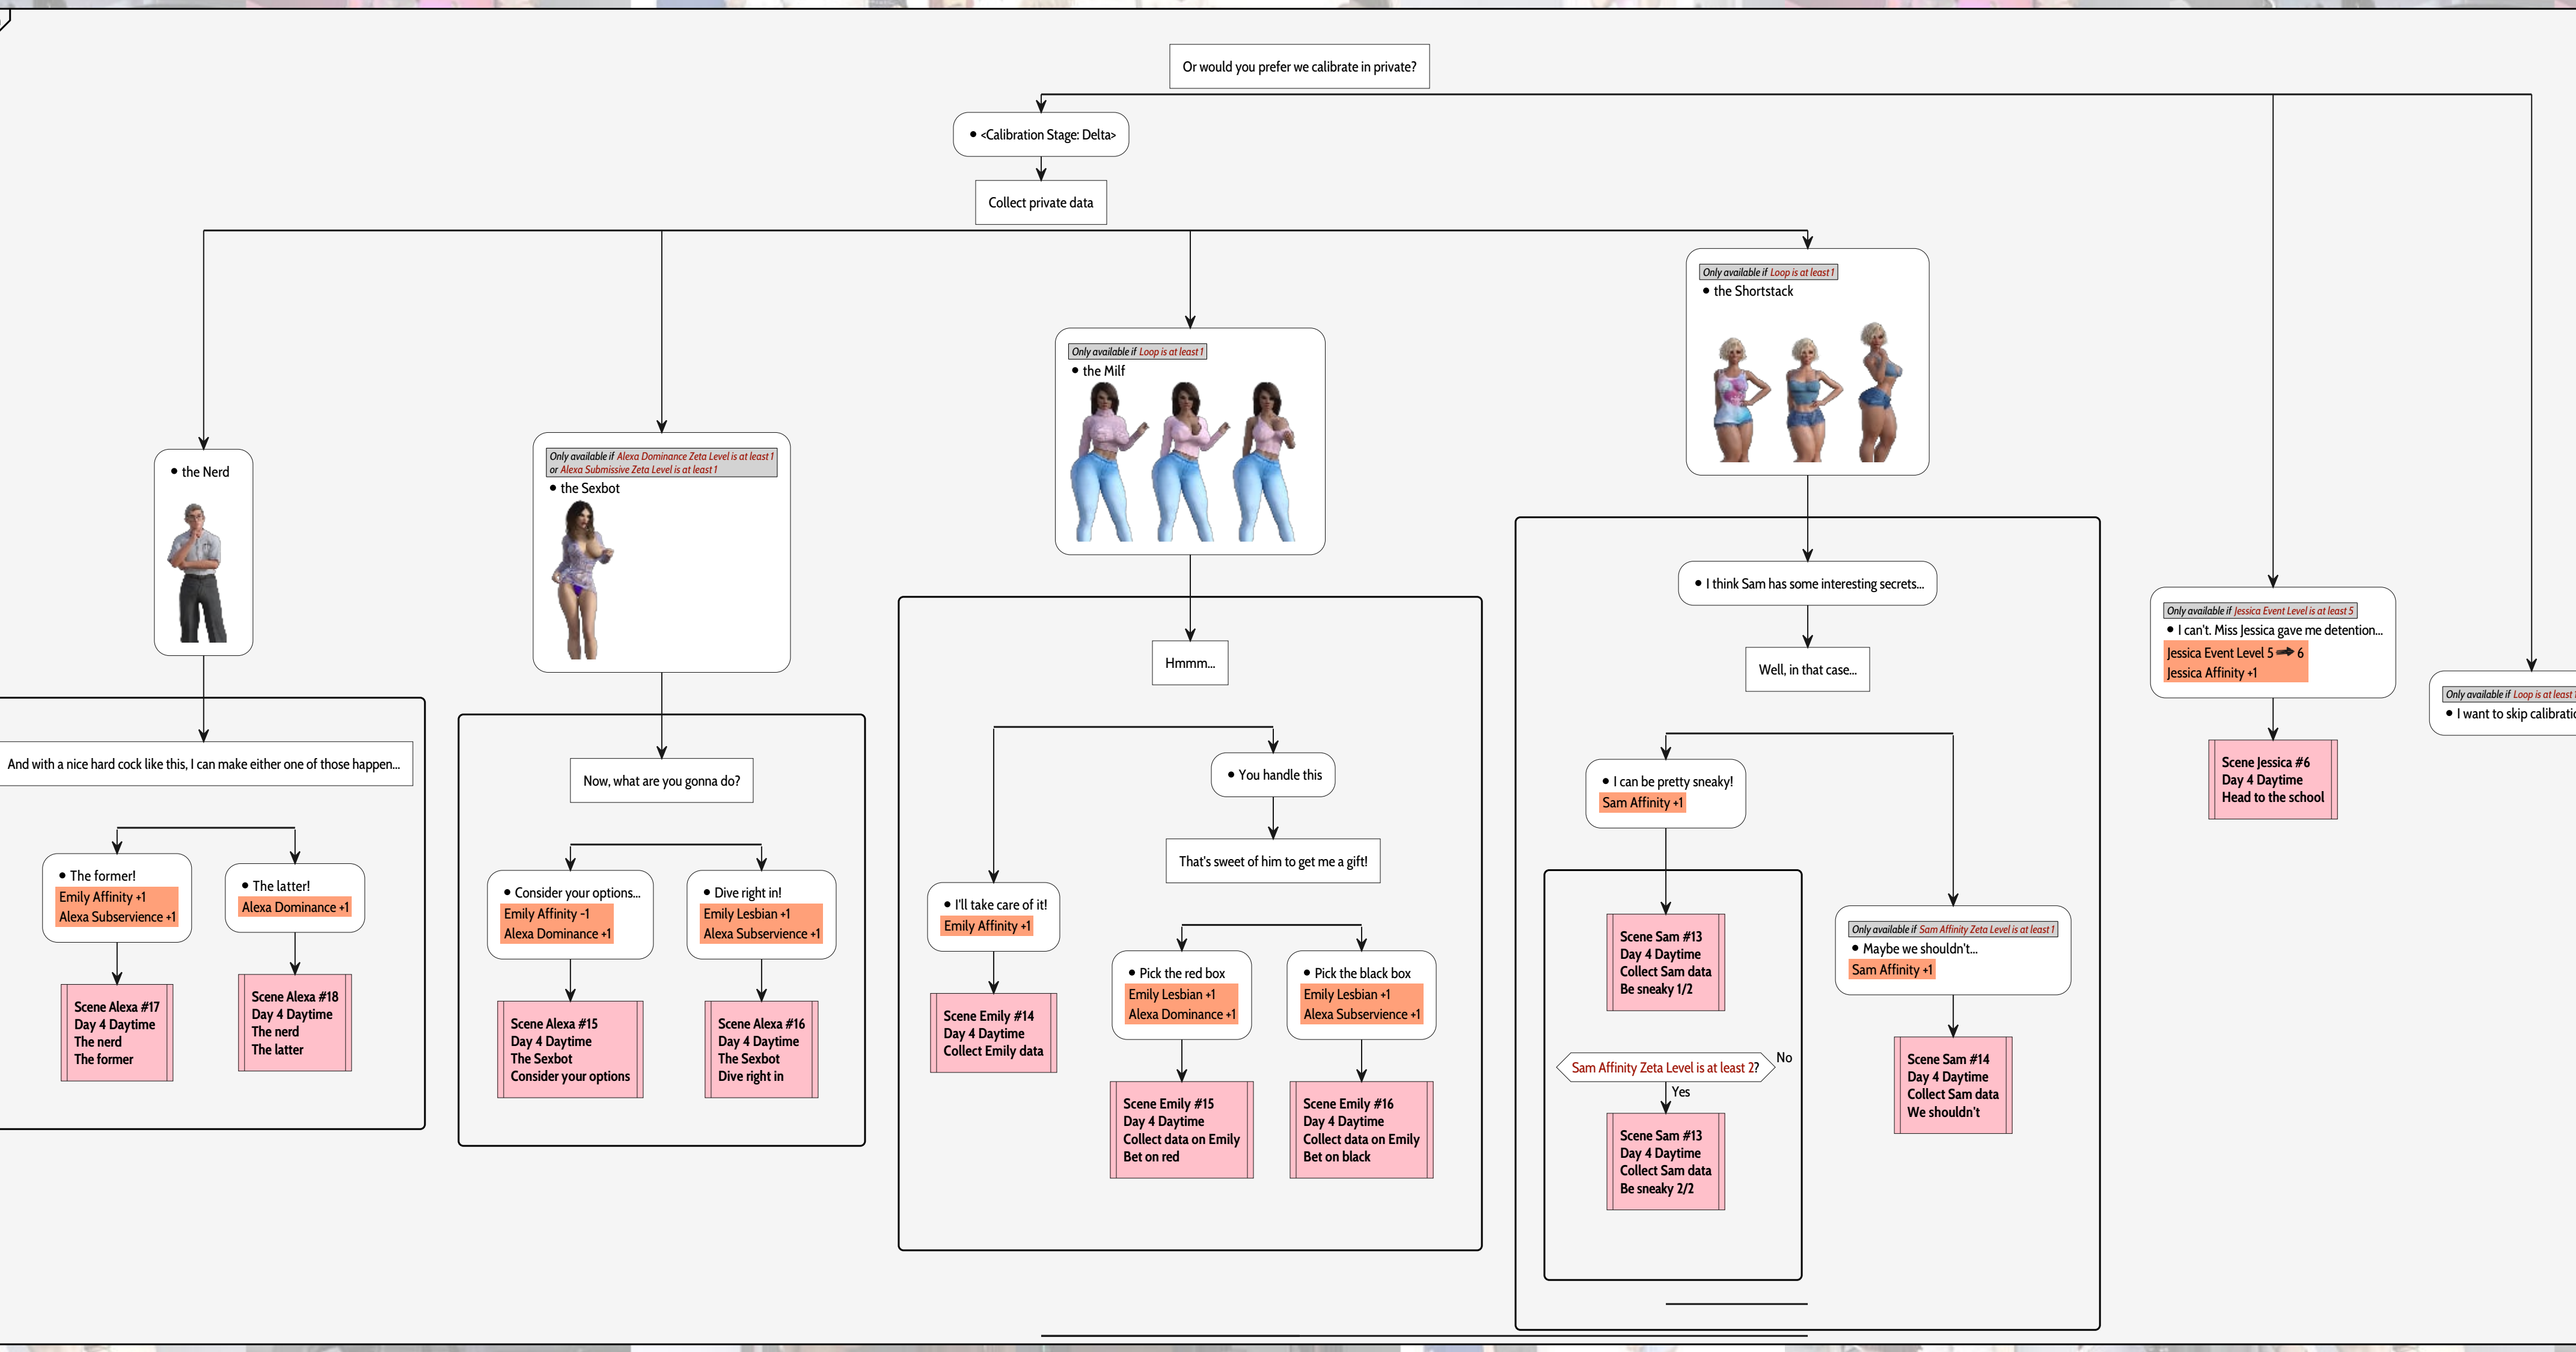 Or would you prefer we calibrate in private?
• <Calibration Stage: Delta>
Collect private data
• the Nerd
And with a nice hard cock like this, I can make either one of those happen...
• The former!
Emily Affinity +1
Alexa Subservience +1
Scene Alexa #17
Day 4 Daytime
The nerd
The former
• The latter!
Alexa Dominance +1
Scene Alexa #18
Day 4 Daytime
The nerd
The latter
Only available if Alexa Dominance Zeta Level is at least 1
or Alexa Submissive Zeta Level is at least 1
• the Sexbot
Now, what are you gonna do?
• Consider your options...
Emily Affinity -1
Alexa Dominance +1
Scene Alexa #15
Day 4 Daytime
The Sexbot
Consider your options
• Dive right in!
Emily Lesbian +1
Alexa Subservience +1
Scene Alexa #16
Day 4 Daytime
The Sexbot
Dive right in
Only available if Loop is at least 1
• the Milf
Hmmm...
• I'll take care of it!
Emily Affinity +1
Scene Emily #14
Day 4 Daytime
Collect Emily data
• You handle this
That's sweet of him to get me a gift!
• Pick the red box
Emily Lesbian +1
Alexa Dominance +1
Scene Emily #15
Day 4 Daytime
Collect data on Emily
Bet on red
• Pick the black box
Emily Lesbian +1
Alexa Subservience +1
Scene Emily #16
Day 4 Daytime
Collect data on Emily
Bet on black
Only available if Loop is at least 1
• the Shortstack
• I think Sam has some interesting secrets...
Well, in that case...
• I can be pretty sneaky!
Sam Affinity +1
Scene Sam #13
Day 4 Daytime
Collect Sam data
Be sneaky 1/2
Sam Affinity Zeta Level is at least 2?
No
Yes
Scene Sam #13
Day 4 Daytime
Collect Sam data
Be sneaky 2/2
Only available if Sam Affinity Zeta Level is at least 1
• Maybe we shouldn't...
Sam Affinity +1
Scene Sam #14
Day 4 Daytime
Collect Sam data
We shouldn't
Only available if Jessica Event Level is at least 5
• I can't. Miss Jessica gave me detention...
Jessica Event Level 5 ➡ 6
Jessica Affinity +1
Scene Jessica #6
Day 4 Daytime
Head to the school
Only available if Loop is at least
• I want to skip